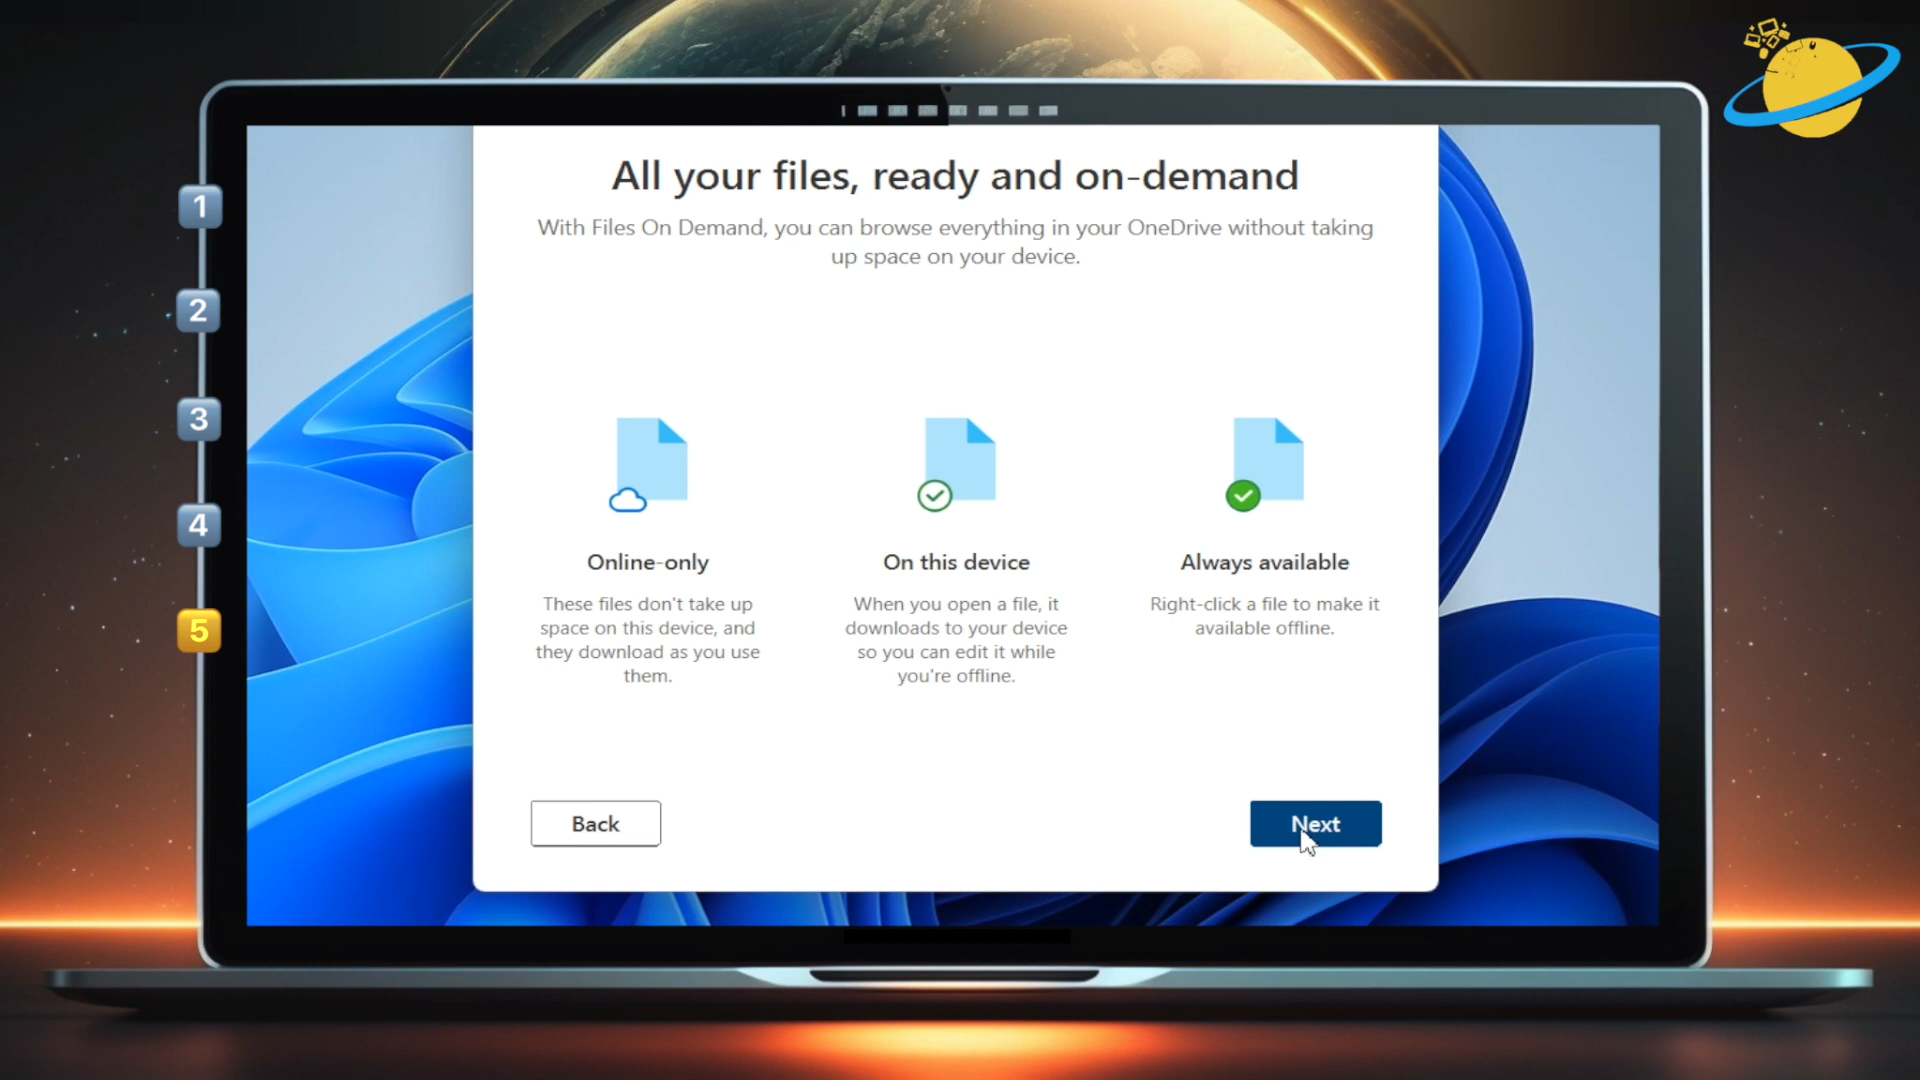 All your files, ready and on-demand
With Files On Demand, you can browse everything in your OneDrive without taking
up space on your device.
1
2
3
4
5
Online-only
These files don't take up
space on this device, and
they download as you use
them.
On this device
When you open a file, it
downloads to your device
so you can edit it while
you're offline.
Always available
Right-click a file to make it
available offline.
Back
Next